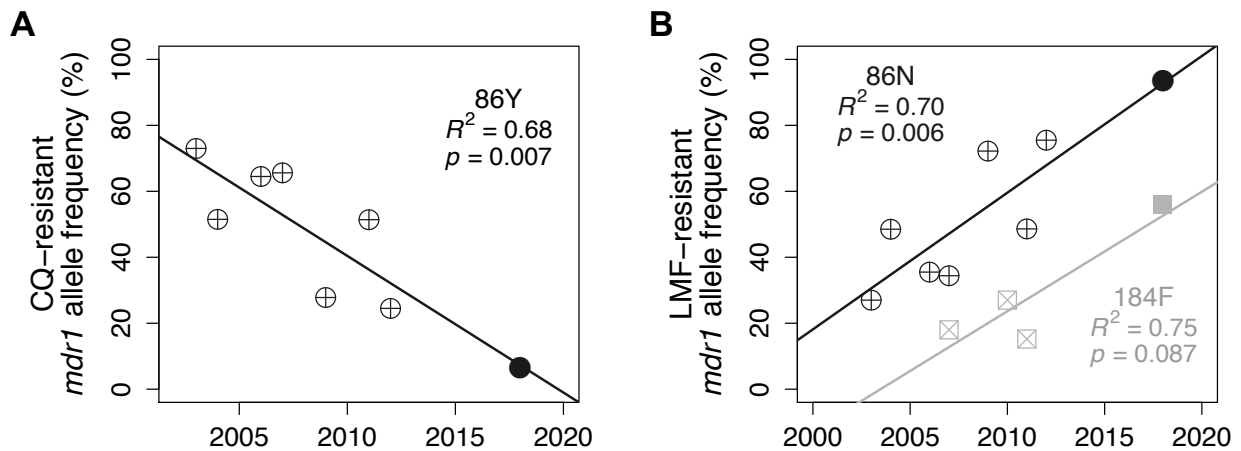 A
CQ−resistant
mdr1 allele frequency (%)
100
80
60
40
20
0
86Y
R² = 0.68
p = 0.007
2005
2010
2015
2020
B
LMF−resistant
mdr1 allele frequency (%)
100
80
60
40
20
0
86N
R² = 0.70
p = 0.006
184F
R² = 0.75
p = 0.087
2000
2005
2010
2015
2020